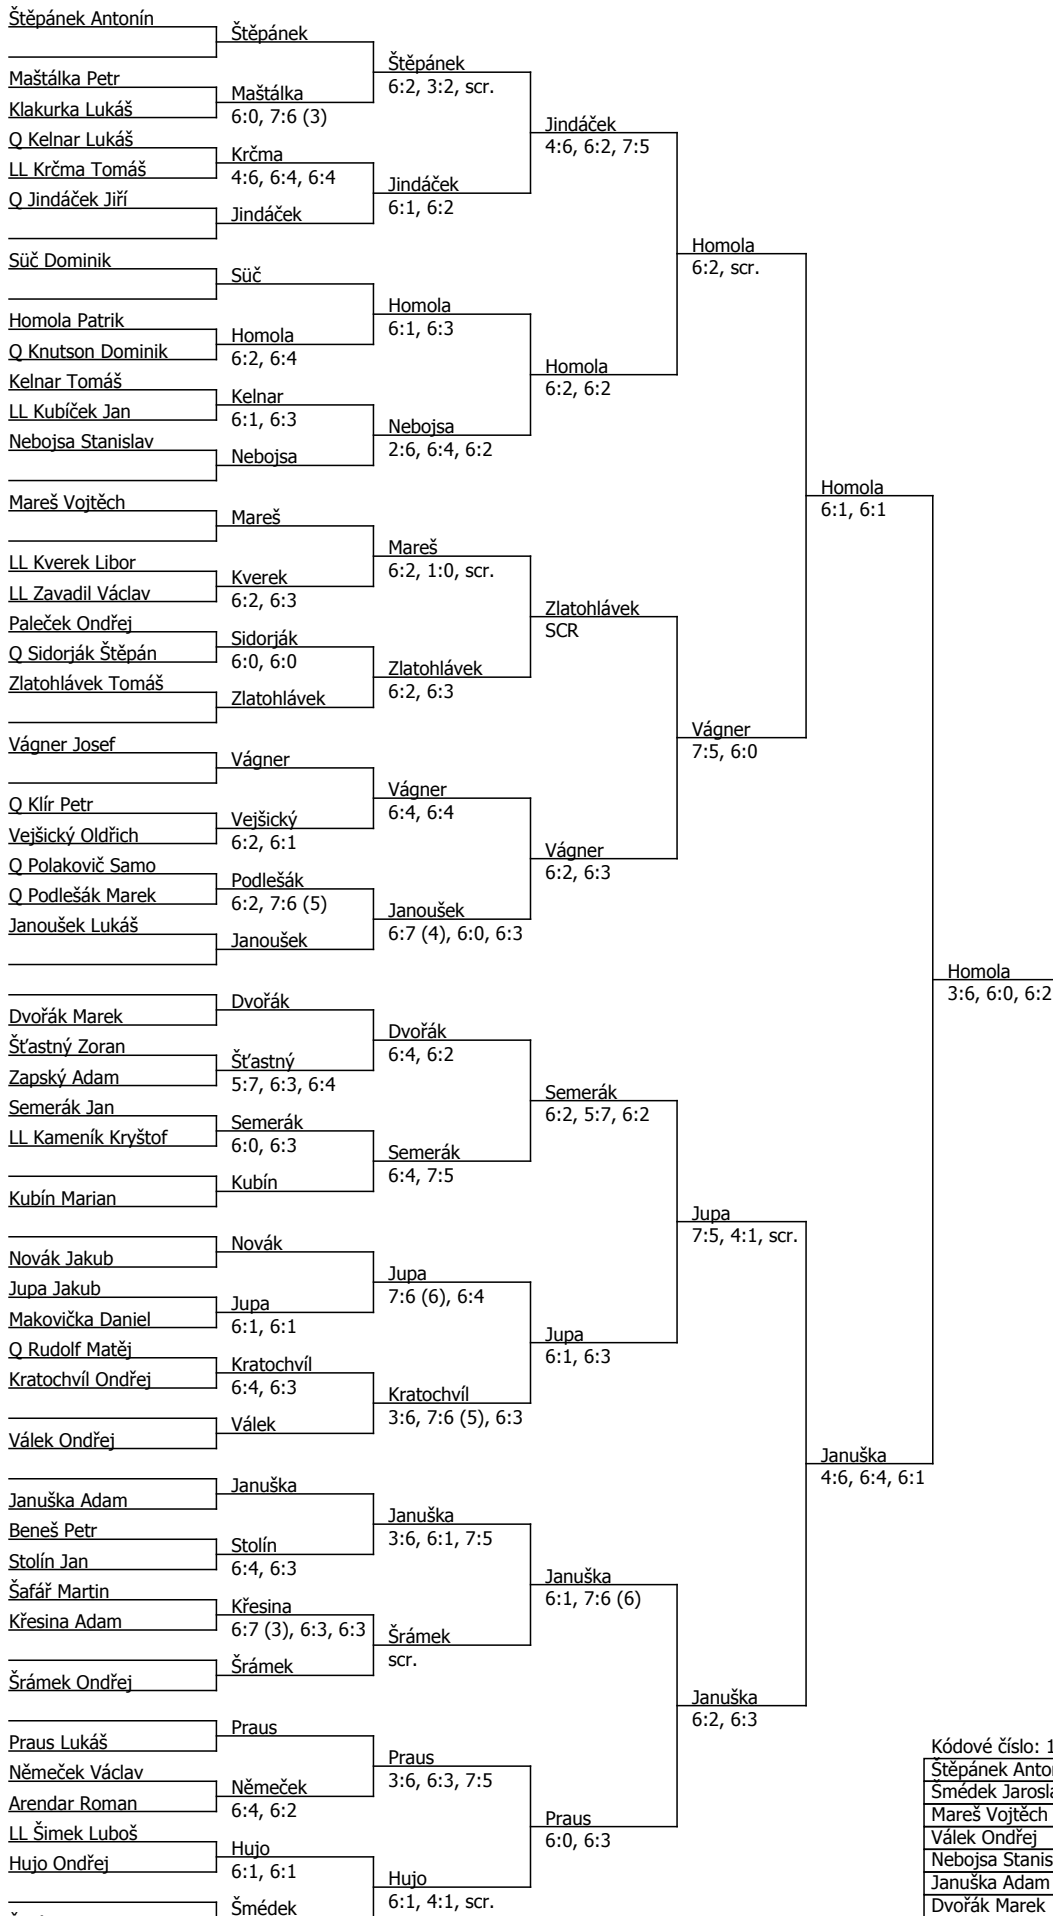 Štěpánek Antonín
Maštálka Petr
Klakurka Lukáš
Q Kelnar Lukáš
LL Krčma Tomáš
Q Jindáček Jiří
Süč Dominik
Homola Patrik
Q Knutson Dominik
Kelnar Tomáš
LL Kubíček Jan
Nebojsa Stanislav
Mareš Vojtěch
LL Kverek Libor
LL Zavadil Václav
Paleček Ondřej
Q Sidorják Štěpán
Zlatohlávek Tomáš
Vágner Josef
Q Klír Petr
Vejšický Oldřich
Q Polakovič Samo
Q Podlešák Marek
Janoušek Lukáš
Dvořák Marek
Šťastný Zoran
Zapský Adam
Semerák Jan
LL Kameník Kryštof
Kubín Marian
Novák Jakub
Jupa Jakub
Makovička Daniel
Q Rudolf Matěj
Kratochvíl Ondřej
Válek Ondřej
Januška Adam
Beneš Petr
Stolín Jan
Šafář Martin
Křesina Adam
Šrámek Ondřej
Praus Lukáš
Němeček Václav
Arendar Roman
LL Šimek Luboš
Hujo Ondřej
Štěpánek
Maštálka
6:0, 7:6 (3)
Krčma
4:6, 6:4, 6:4
Jindáček
Süč
Homola
6:2, 6:4
Kelnar
6:1, 6:3
Nebojsa
Mareš
Kverek
6:2, 6:3
Sidorják
6:0, 6:0
Zlatohlávek
Vágner
Vejšický
6:2, 6:1
Podlešák
6:2, 7:6 (5)
Janoušek
Dvořák
Šťastný
5:7, 6:3, 6:4
Semerák
6:0, 6:3
Kubín
Novák
Jupa
6:1, 6:1
Kratochvíl
6:4, 6:3
Válek
Januška
Stolín
6:4, 6:3
Křesina
6:7 (3), 6:3, 6:3
Šrámek
Praus
Němeček
6:4, 6:2
Hujo
6:1, 6:1
Šmédek
Štěpánek
6:2, 3:2, scr.
Jindáček
6:1, 6:2
Homola
6:1, 6:3
Nebojsa
2:6, 6:4, 6:2
Mareš
6:2, 1:0, scr.
Zlatohlávek
6:2, 6:3
Vágner
6:4, 6:4
Janoušek
6:7 (4), 6:0, 6:3
Dvořák
6:4, 6:2
Semerák
6:4, 7:5
Jupa
7:6 (6), 6:4
Kratochvíl
3:6, 7:6 (5), 6:3
Januška
3:6, 6:1, 7:5
Šrámek
scr.
Praus
3:6, 6:3, 7:5
Hujo
6:1, 4:1, scr.
Jindáček
4:6, 6:2, 7:5
Homola
6:2, 6:2
Zlatohlávek
SCR
Vágner
6:2, 6:3
Semerák
6:2, 5:7, 6:2
Jupa
6:1, 6:3
Januška
6:1, 7:6 (6)
Praus
6:0, 6:3
Homola
6:2, scr.
Vágner
7:5, 6:0
Jupa
7:5, 4:1, scr.
Januška
6:2, 6:3
Homola
6:1, 6:1
Januška
4:6, 6:4, 6:1
Homola
3:6, 6:0, 6:2
Kódové číslo: 1
Štěpánek Anto
Šmédek Jarosla
Mareš Vojtěch
Válek Ondřej
Nebojsa Stanis
Januška Adam
Dvořák Marek